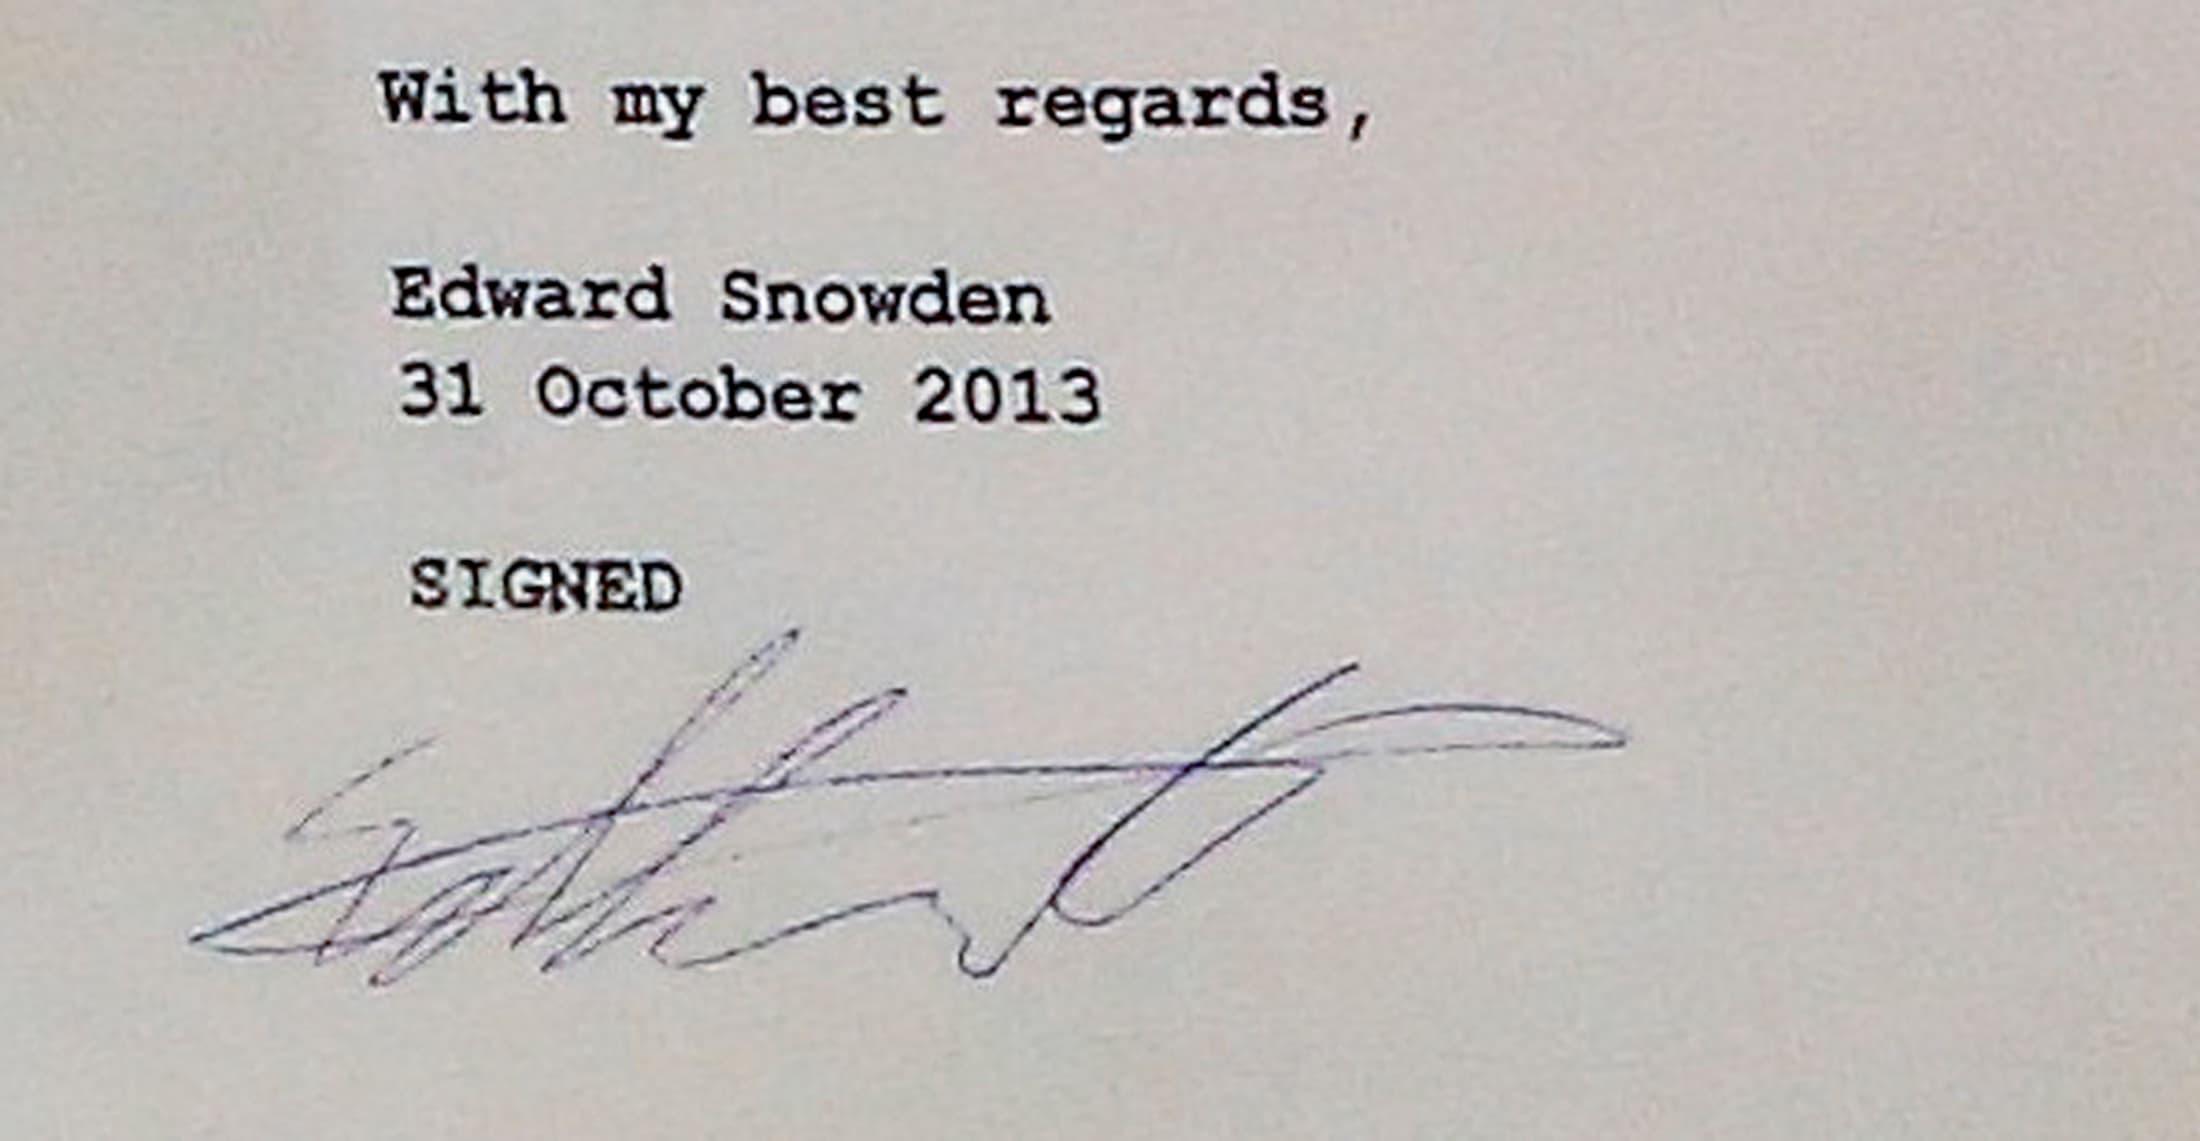 With my best regards,
Edward Snowden
31 October 2013
SIGNED